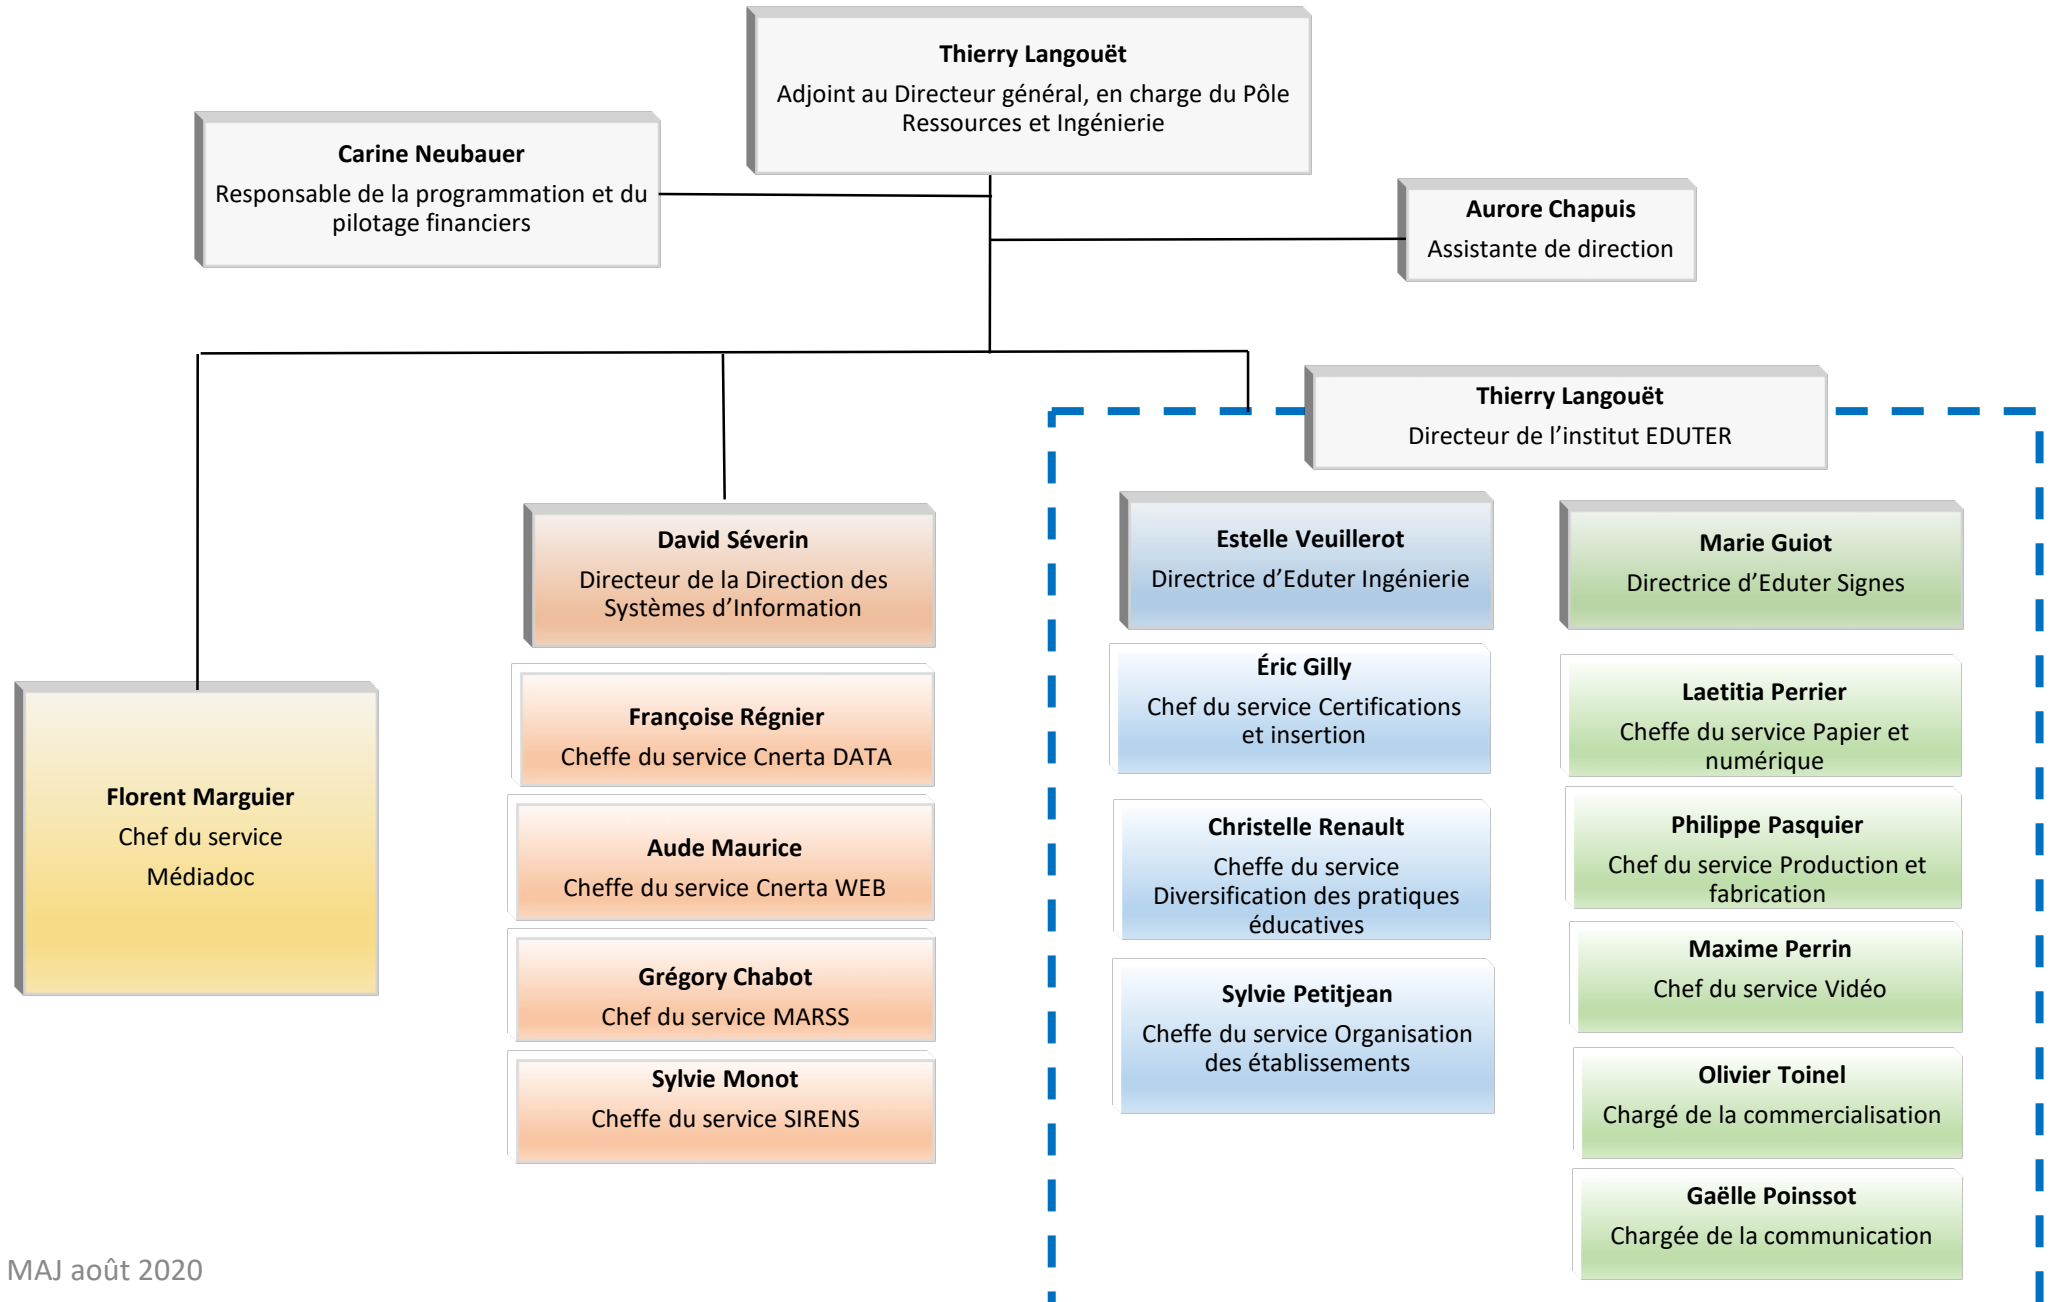 Thierry Langouët
Adjoint au Directeur général, en charge du Pôle
Ressources et Ingénierie
Carine Neubauer
Responsable de la programmation et du
pilotage financiers
Aurore Chapuis
Assistante de direction
Thierry Langouët
Directeur de l’institut EDUTER
Florent Marguier
Chef du service
Médiadoc
David Séverin
Directeur de la Direction des
Systèmes d’Information
Françoise Régnier
Cheffe du service Cnerta DATA
Aude Maurice
Cheffe du service Cnerta WEB
Grégory Chabot
Chef du service MARSS
Sylvie Monot
Cheffe du service SIRENS
Estelle Veuillerot
Directrice d’Eduter Ingénierie
Éric Gilly
Chef du service Certifications
et insertion
Christelle Renault
Cheffe du service
Diversification des pratiques
éducatives
Sylvie Petitjean
Cheffe du service Organisation
des établissements
Marie Guiot
Directrice d’Eduter Signes
Laetitia Perrier
Cheffe du service Papier et
numérique
Philippe Pasquier
Chef du service Production et
fabrication
Maxime Perrin
Chef du service Vidéo
Olivier Toinel
Chargé de la commercialisation
Gaëlle Poinssot
Chargée de la communication
MAJ août 2020